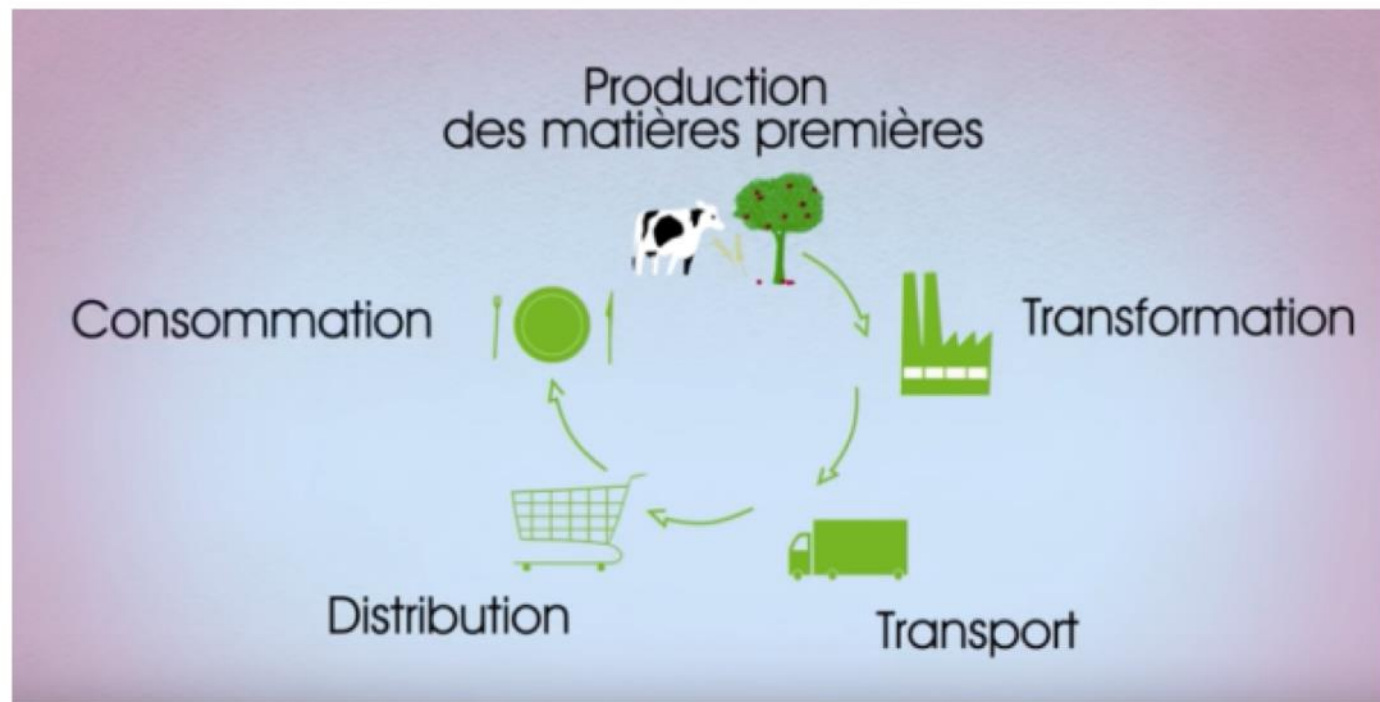 Production
des matières premières
Transformation
Transport
Distribution
Consommation